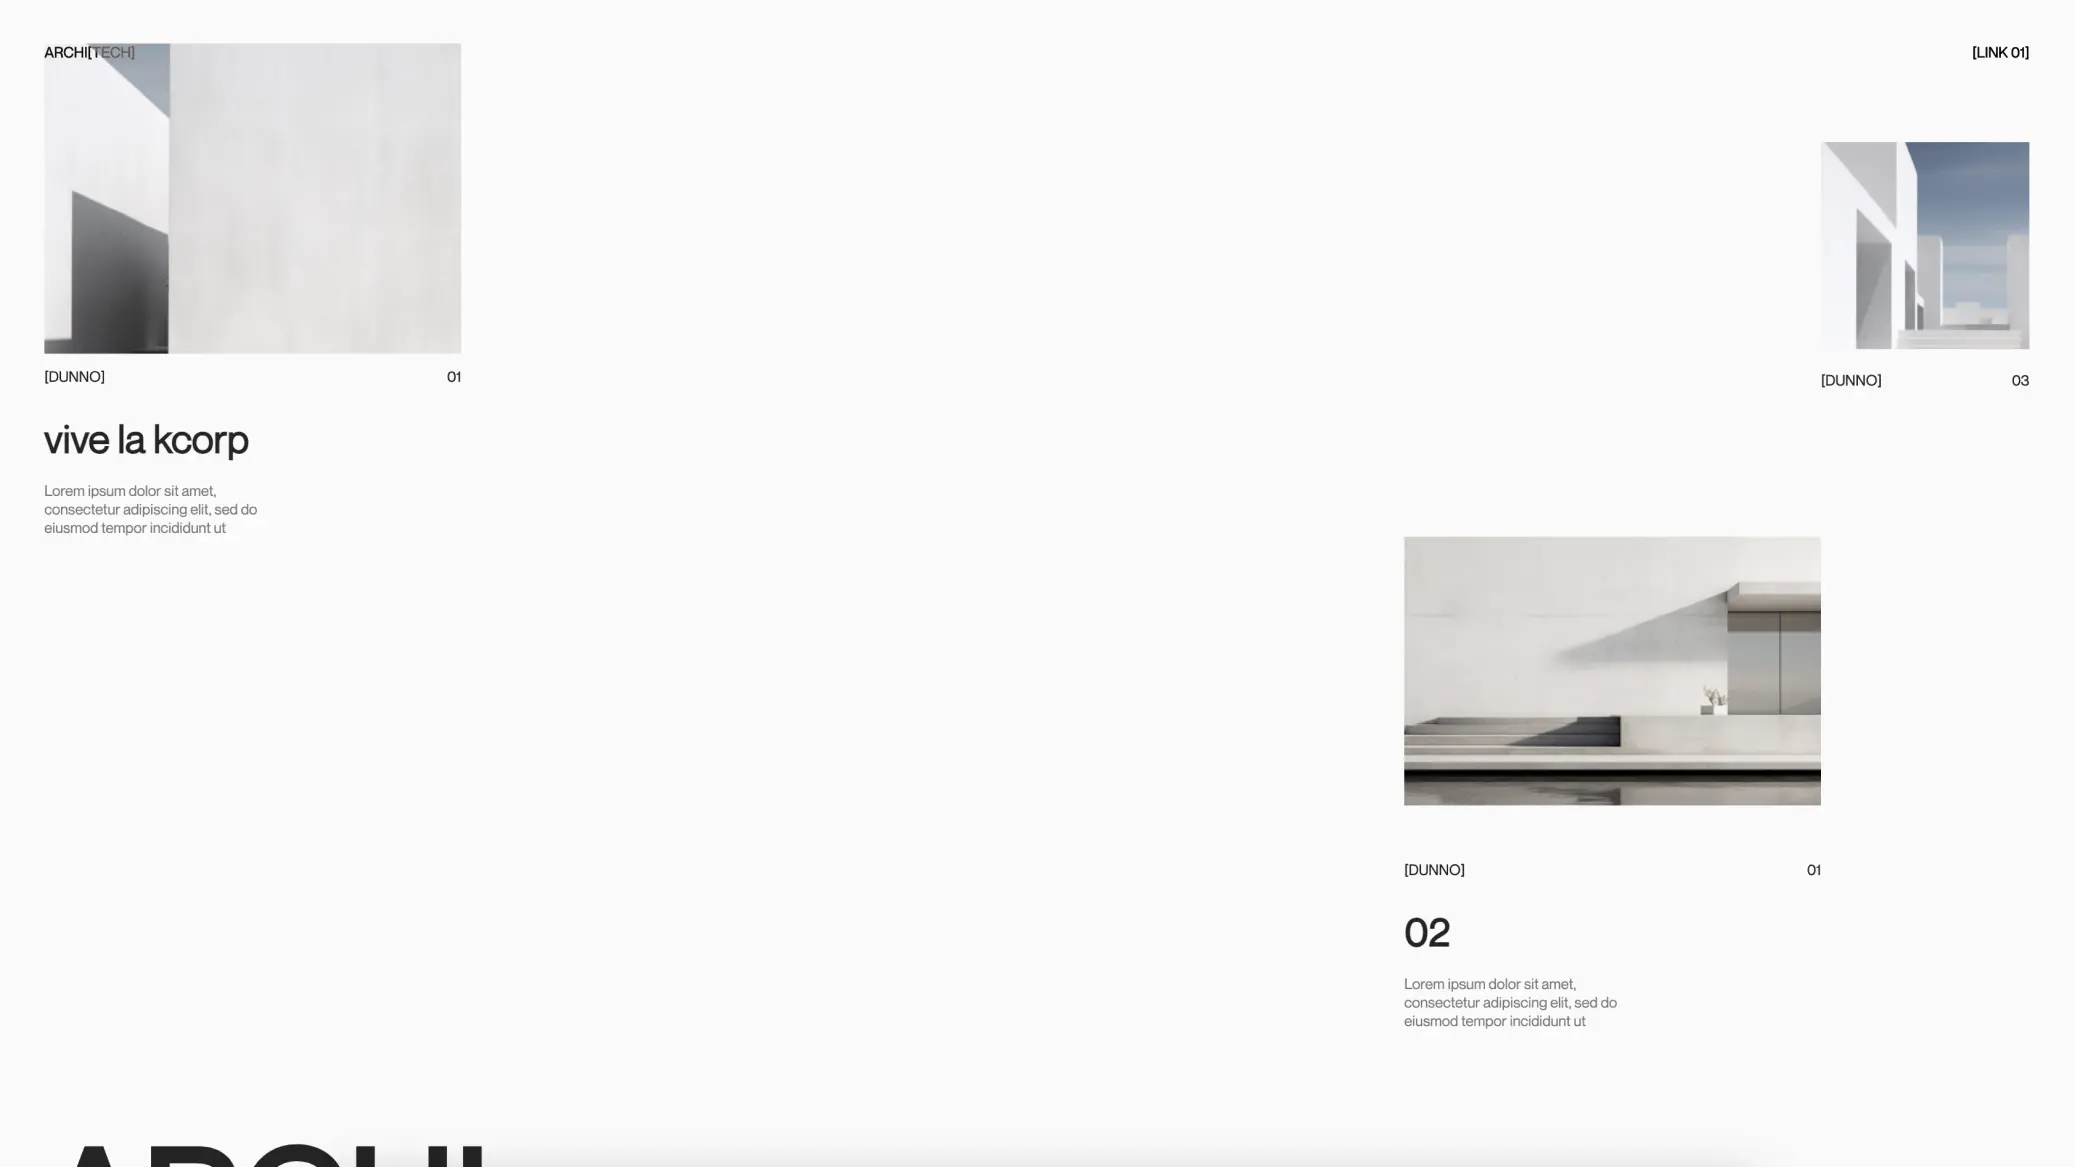 ARCHI[TECH]
[LINK 01]
[DUNNO]
01
vive la kcorp
Lorem ipsum dolor sit amet,
consectetur adipiscing elit, sed do
eiusmod tempor incididunt ut
[DUNNO]
03
[DUNNO]
01
02
Lorem ipsum dolor sit amet,
consectetur adipiscing elit, sed do
eiusmod tempor incididunt ut
ARCHI